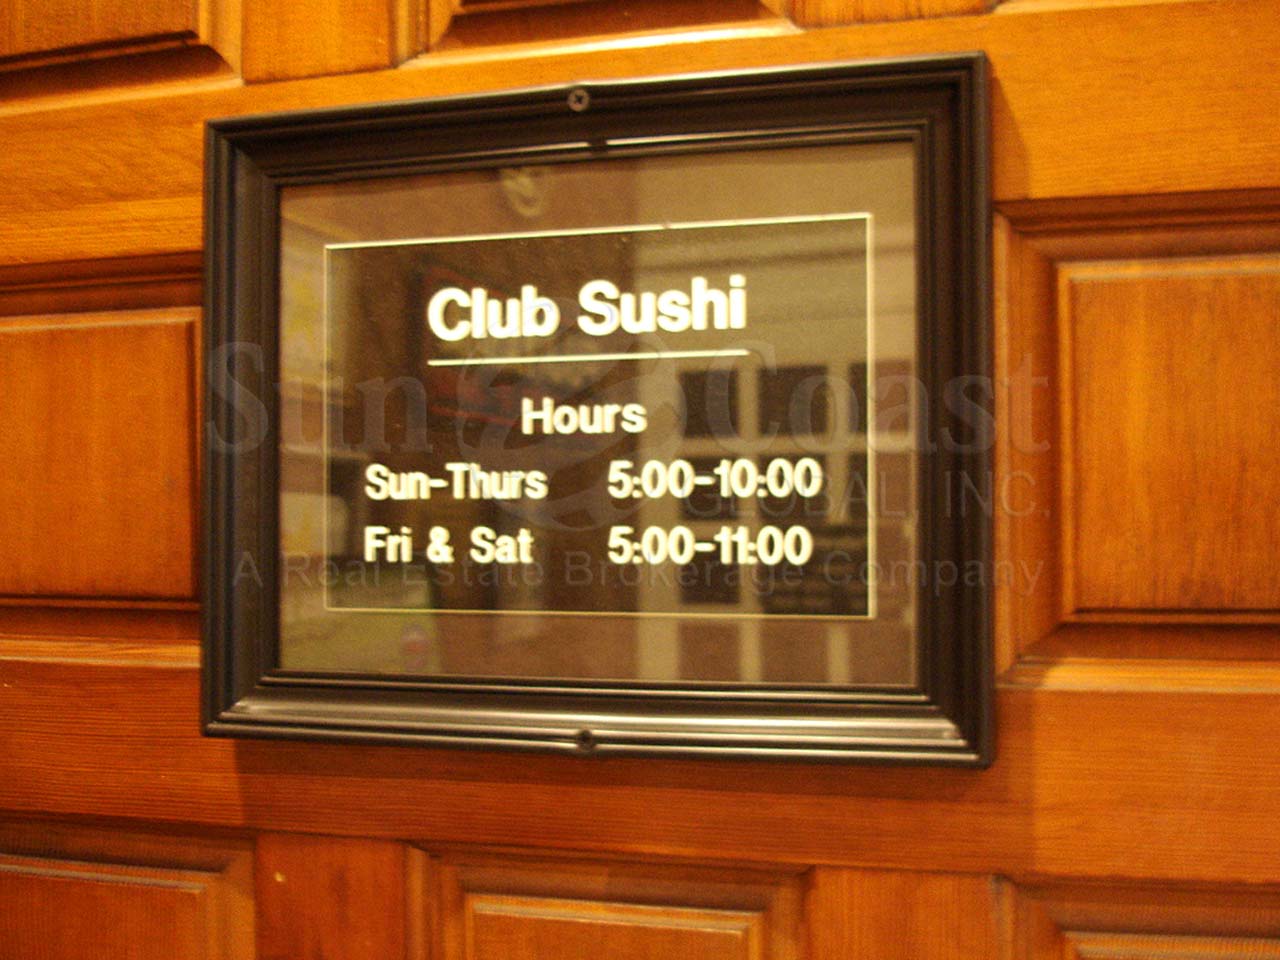 Club Sushi
Hours
Sun-Thurs 5:00-10:00
Fri & Sat 5:00-11:00
Sun Coast
GLOBAL, INC.
A Real Estate Brokerage Company